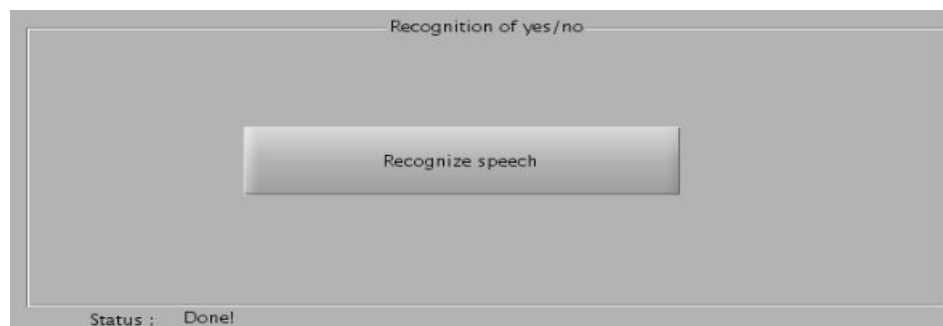 Recognition of yes/no
Recognize speech
Status : Done!